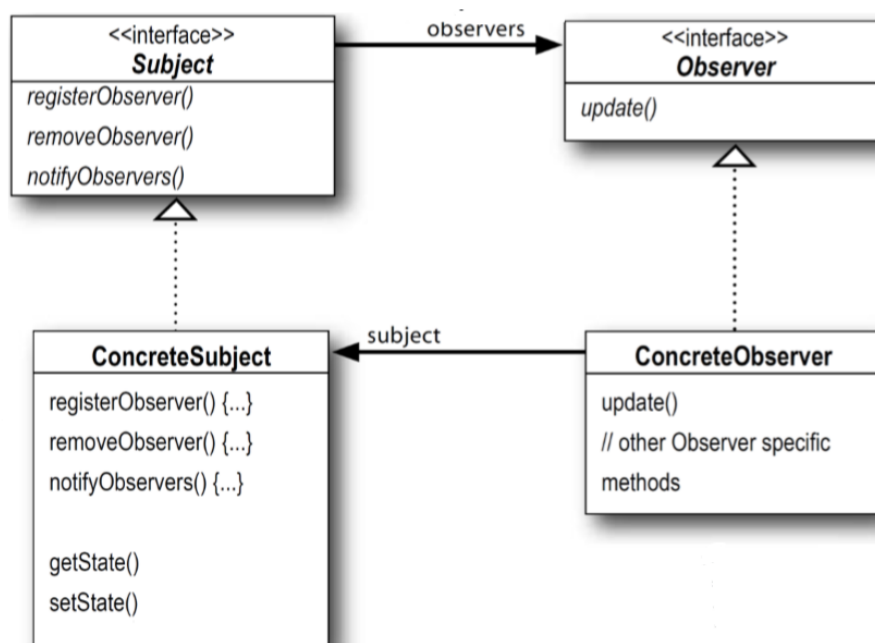 <<interface>>
Subject
registerObserver()
removeObserver()
notifyObservers()
observers
<<interface>>
Observer
update()
ConcreteSubject
registerObserver() {...}
removeObserver() {...}
notifyObservers() {...}
getState()
setState()
subject
ConcreteObserver
update()
// other Observer specific
methods